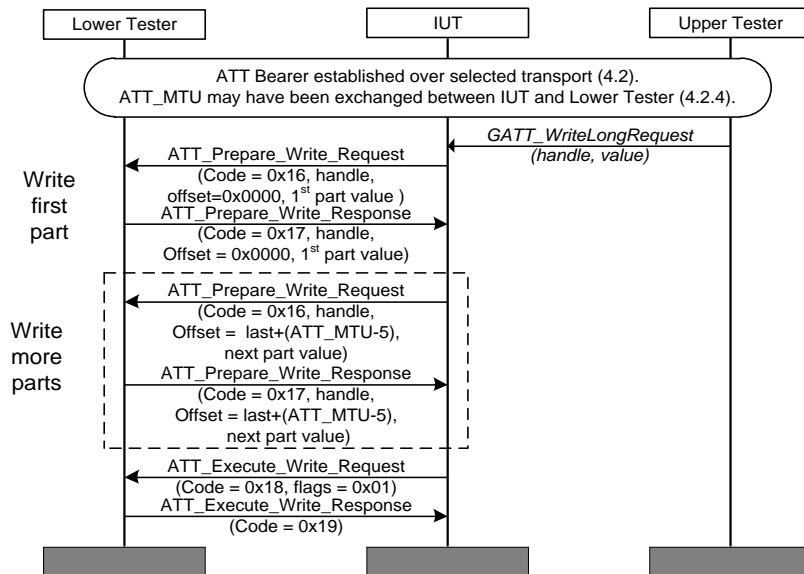 Lower Tester
IUT
Upper Tester
ATT Bearer established over selected transport (4.2).
ATT_MTU may have been exchanged between IUT and Lower Tester (4.2.4).
GATT_WriteLongRequest
(handle, value)
Write
first
part
ATT_Prepare_Write_Request
(Code = 0x16, handle,
offset=0x0000, 1st part value )
ATT_Prepare_Write_Response
(Code = 0x17, handle,
Offset = 0x0000, 1st part value)
Write
more
parts
ATT_Prepare_Write_Request
(Code = 0x16, handle,
Offset =  last+(ATT_MTU-5),
next part value)
ATT_Prepare_Write_Response
(Code = 0x17, handle,
Offset = last+(ATT_MTU-5),
next part value)
ATT_Execute_Write_Request
(Code = 0x18, flags = 0x01)
ATT_Execute_Write_Response
(Code = 0x19)